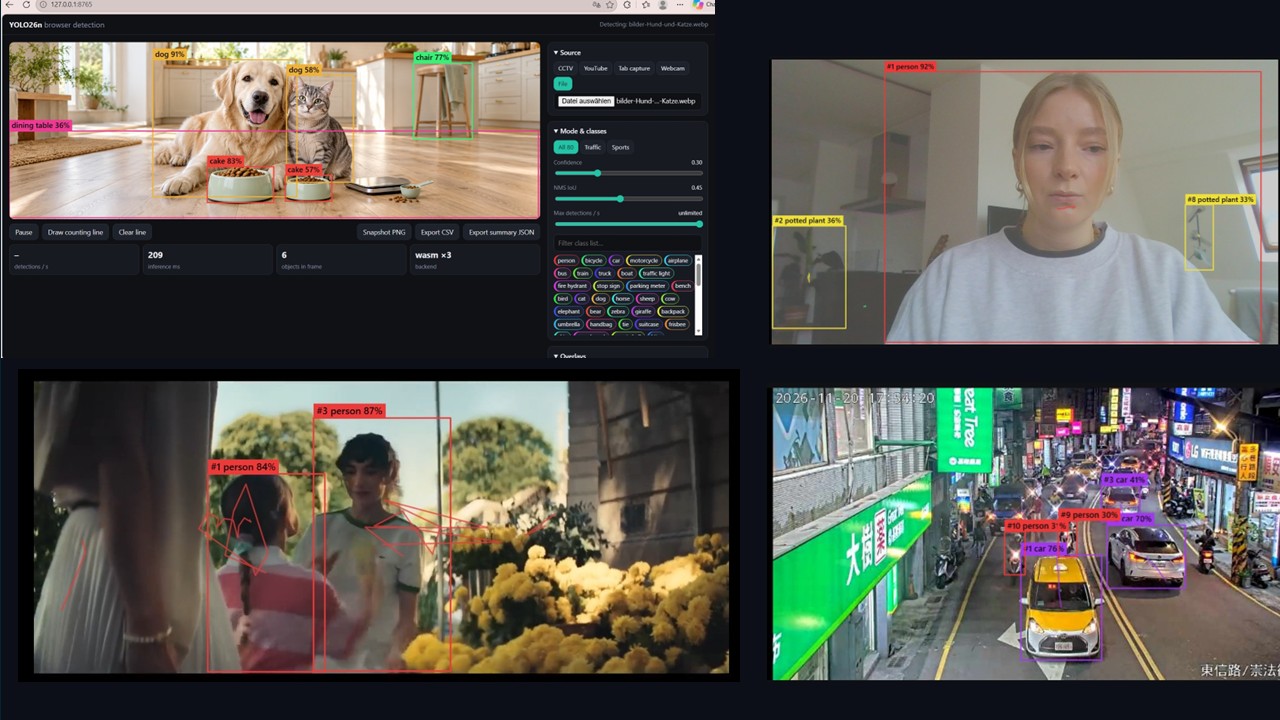 127.0.0.1:8765
YOLO26n browser detection
Detecting: bilder-Hund-und-Katze.webp
dog 91%
dog 58%
chair 77%
dining table 36%
cake 83%
cake 57%
Pause
Draw counting line
Clear line
Snapshot PNG
Export CSV
Export summary JSON
–
detections / s
209
inference ms
6
objects in frame
wasm ×3
backend
▾ Source
CCTV
YouTube
Tab capture
Webcam
File
Datei auswählen bilder-Hund-...-Katze.webp
▾ Mode & classes
All 80
Traffic
Sports
Confidence 0.30
NMS IoU 0.45
Max detections / s unlimited
Filter class list...
person bicycle car motorcycle airplane
bus train truck boat traffic light
fire hydrant stop sign parking meter bench
bird cat dog horse sheep cow
elephant bear zebra giraffe backpack
umbrella handbag tie suitcase frisbee
▾ Overlays
#1 person 92%
#2 potted plant 36%
#8 potted plant 33%
#3 person 87%
#1 person 84%
eat Tree
大樹
LG
#3 car 41%
#9 person 30%
car 70%
#10 person 31%
#1 car 76%
東信路/崇法街